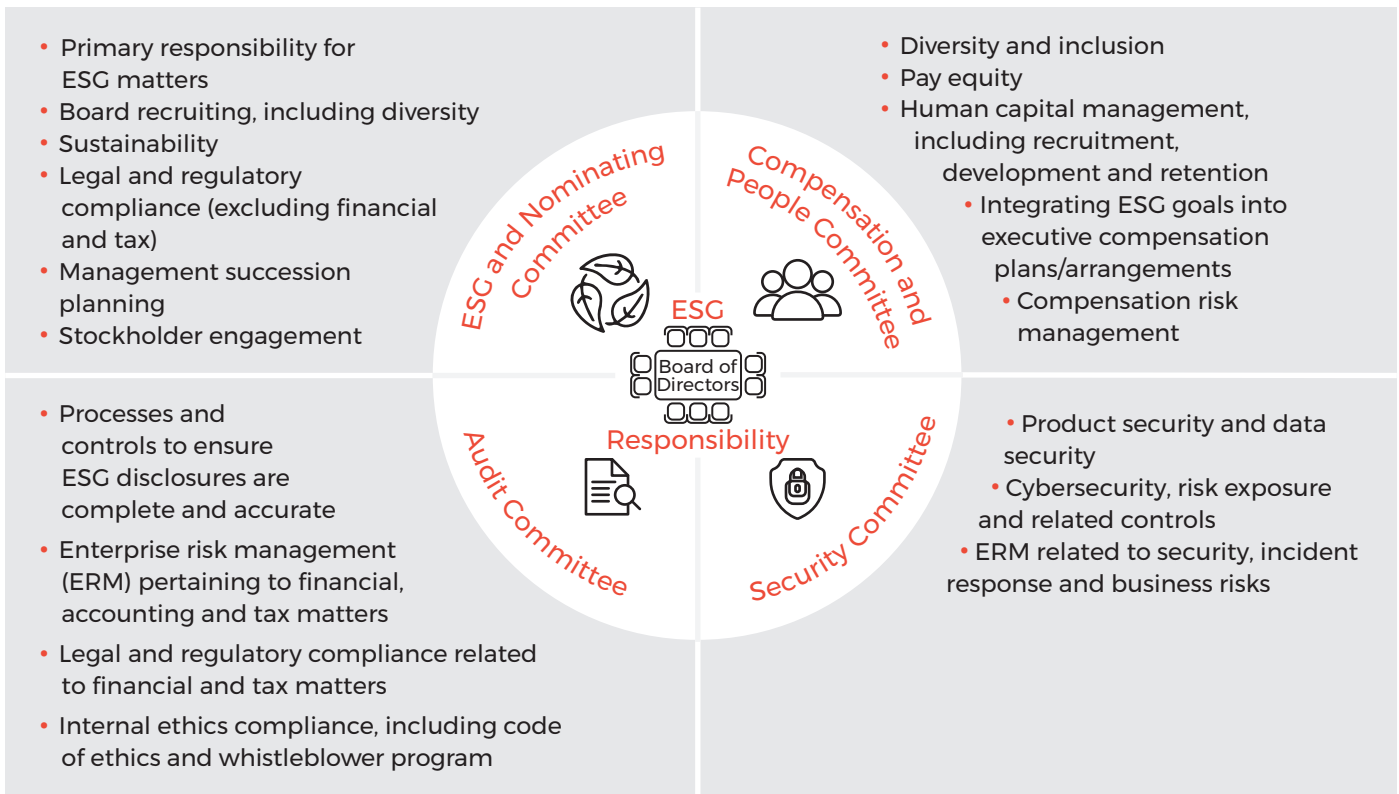 • Primary responsibility for
ESG matters
• Board recruiting, including diversity
• Sustainability
• Legal and regulatory
compliance (excluding financial
and tax)
• Management succession
planning
• Stockholder engagement
• Diversity and inclusion
• Pay equity
• Human capital management,
including recruitment,
development and retention
• Integrating ESG goals into
executive compensation
plans/arrangements
• Compensation risk
management
ESG and Nominating
Committee
Compensation and
People Committee
ESG
Board of
Directors
Responsibility
Audit Committee
Security Committee
• Processes and
controls to ensure
ESG disclosures are
complete and accurate
• Enterprise risk management
(ERM) pertaining to financial,
accounting and tax matters
• Legal and regulatory compliance related
to financial and tax matters
• Internal ethics compliance, including code
of ethics and whistleblower program
• Product security and data
security
• Cybersecurity, risk exposure
and related controls
• ERM related to security, incident
response and business risks